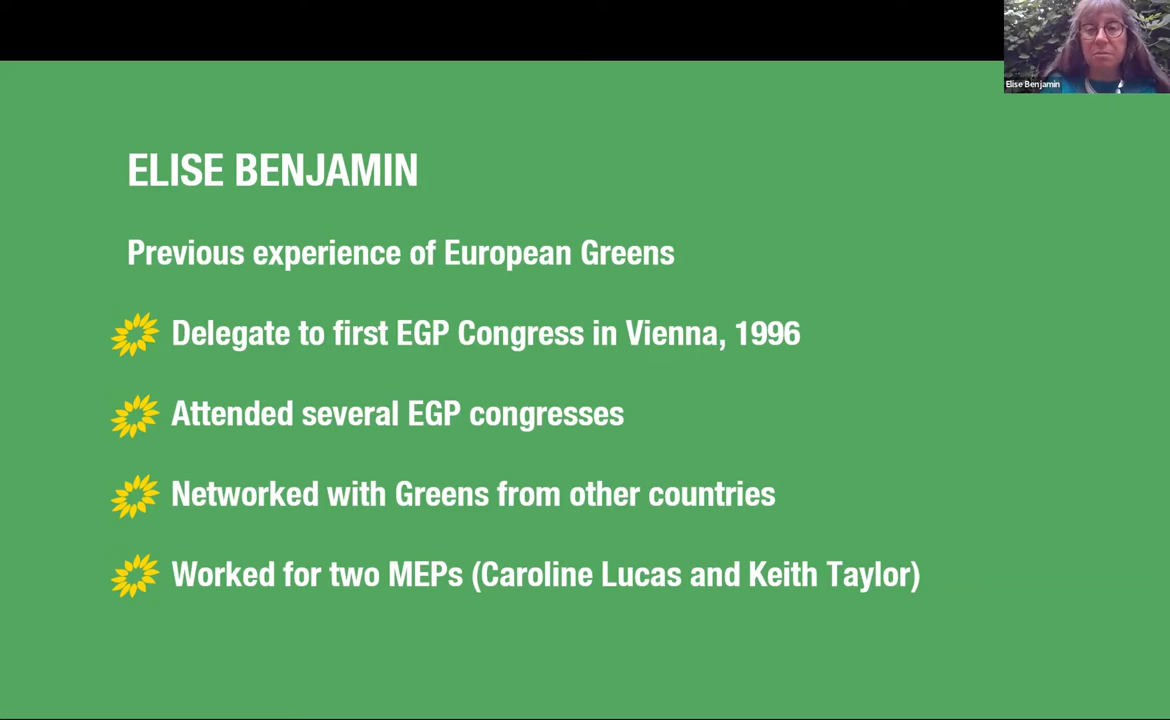 Elise Benjamin
ELISE BENJAMIN
Previous experience of European Greens
Delegate to first EGP Congress in Vienna, 1996
Attended several EGP congresses
Networked with Greens from other countries
Worked for two MEPs (Caroline Lucas and Keith Taylor)